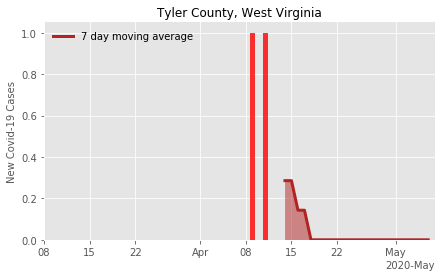 Tyler County, West Virginia
7 day moving average
New Covid-19 Cases
1.0
0.8
0.6
0.4
0.2
0.0
08 15 22 Apr 08 15 22 May
2020-May